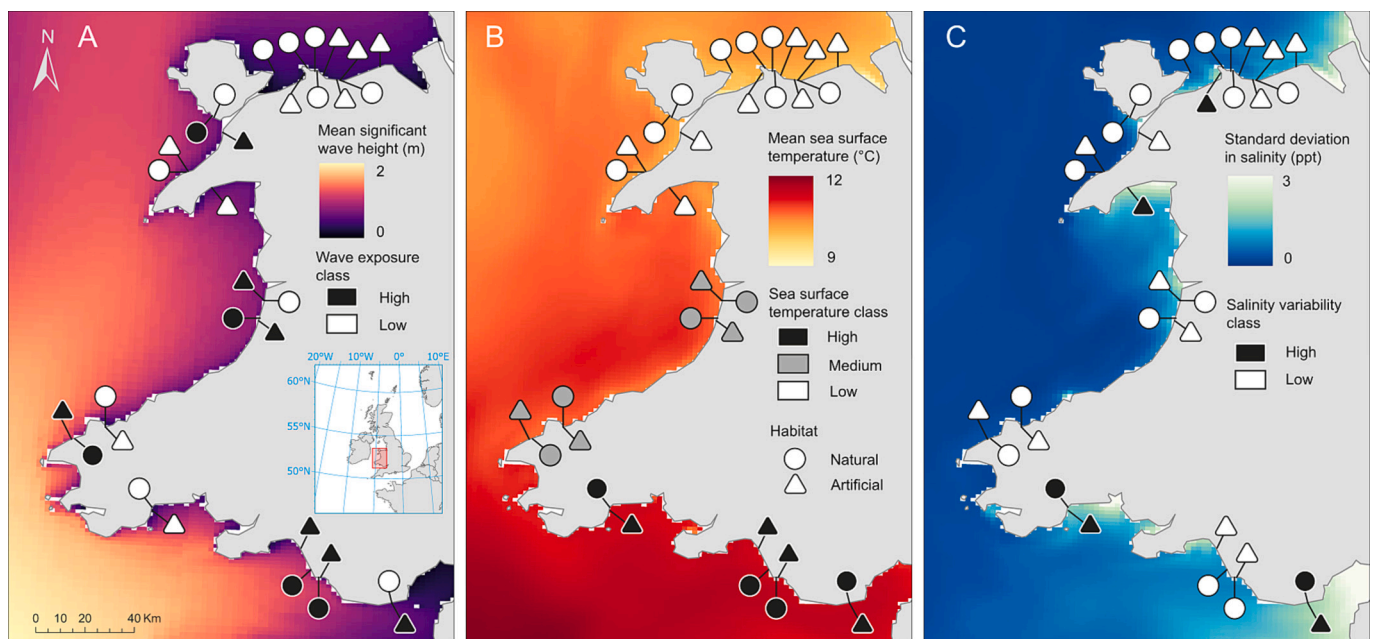 A
N
Mean significant
wave height (m)
2
0
Wave exposure
class
High
Low
20°W
10°W
0°
10°E
60°N
55°N
50°N
0
10
20
40 Km
B
Mean sea surface
temperature (°C)
12
9
Sea surface
temperature class
High
Medium
Low
Habitat
Natural
Artificial
C
Standard deviation
in salinity (ppt)
3
0
Salinity variability
class
High
Low